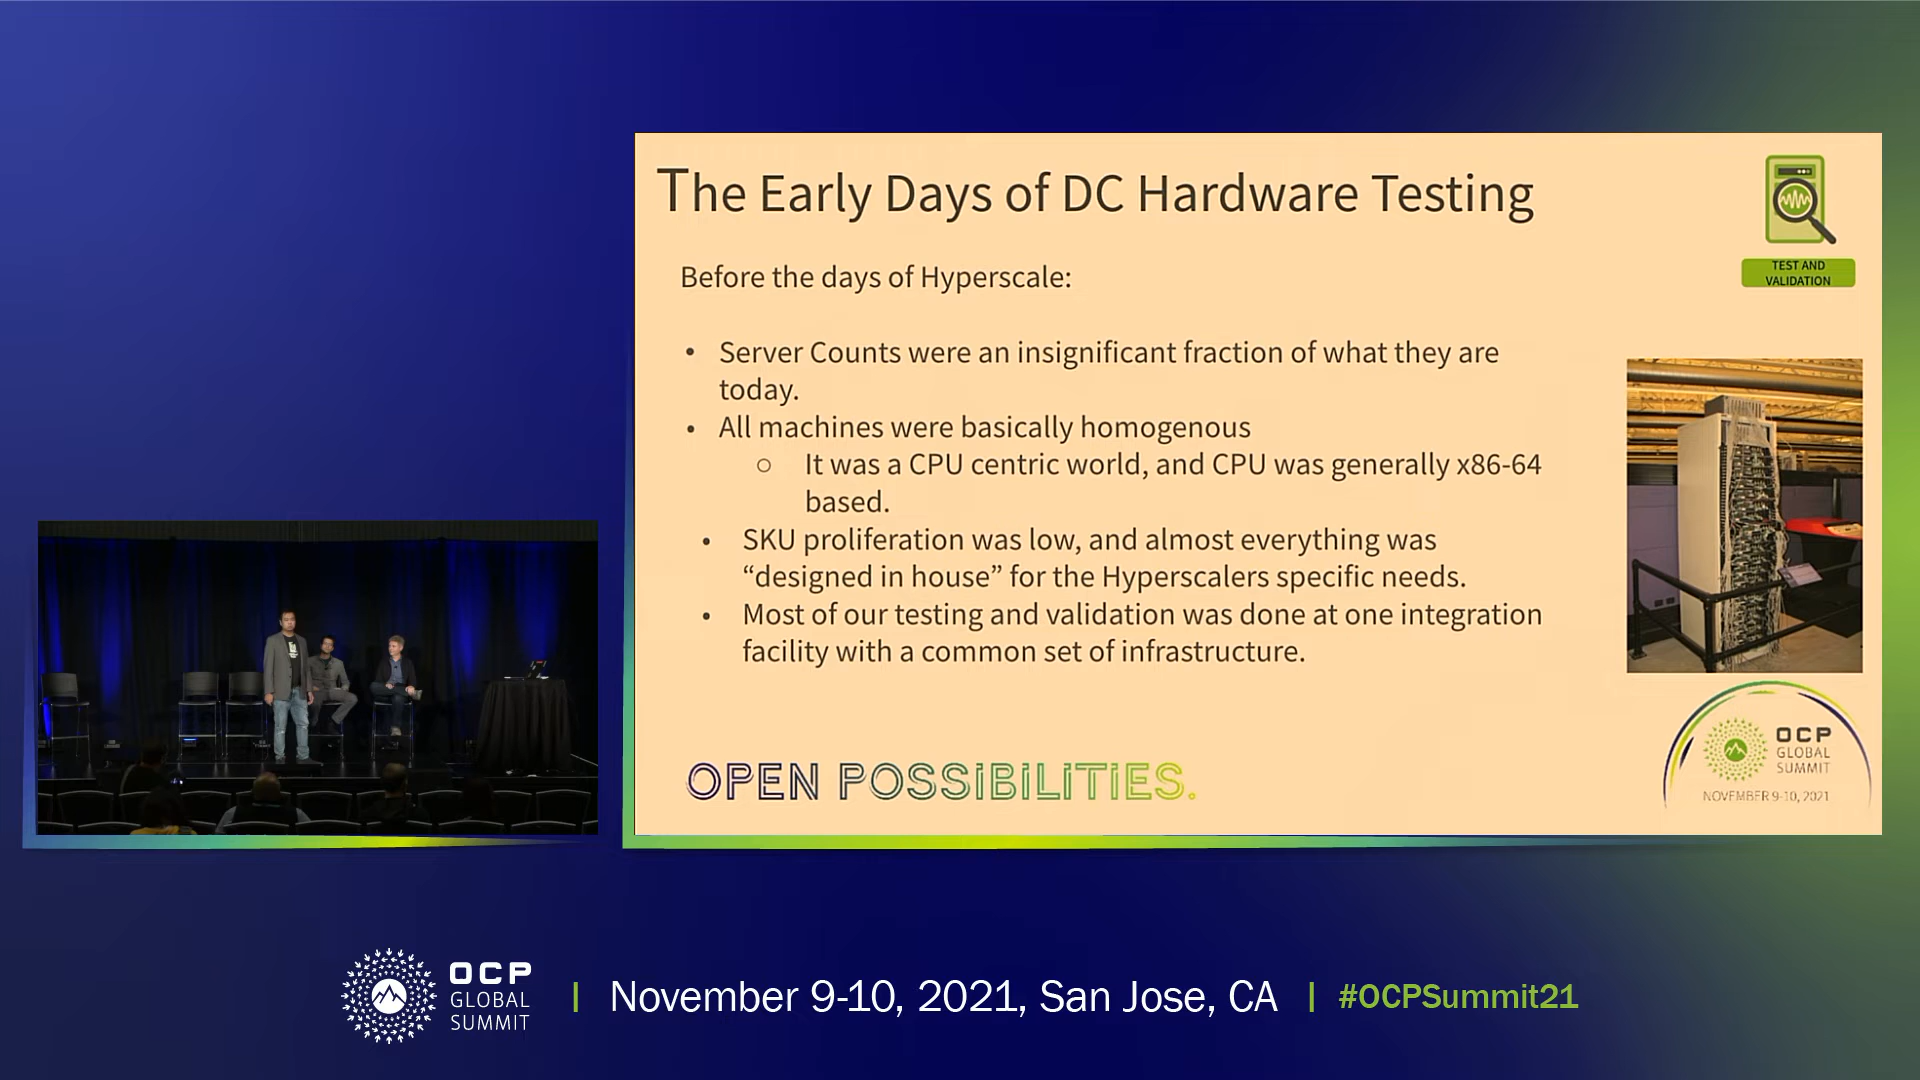 The Early Days of DC Hardware Testing
TEST AND
VALIDATION
Before the days of Hyperscale:
• Server Counts were an insignificant fraction of what they are
today.
• All machines were basically homogenous
○ It was a CPU centric world, and CPU was generally x86-64
based.
• SKU proliferation was low, and almost everything was
“designed in house” for the Hyperscalers specific needs.
• Most of our testing and validation was done at one integration
facility with a common set of infrastructure.
OPEN POSSIBILITIES.
OCP
GLOBAL
SUMMIT
NOVEMBER 9-10, 2021
OCP
GLOBAL
SUMMIT
| November 9-10, 2021, San Jose, CA | #OCPSummit21